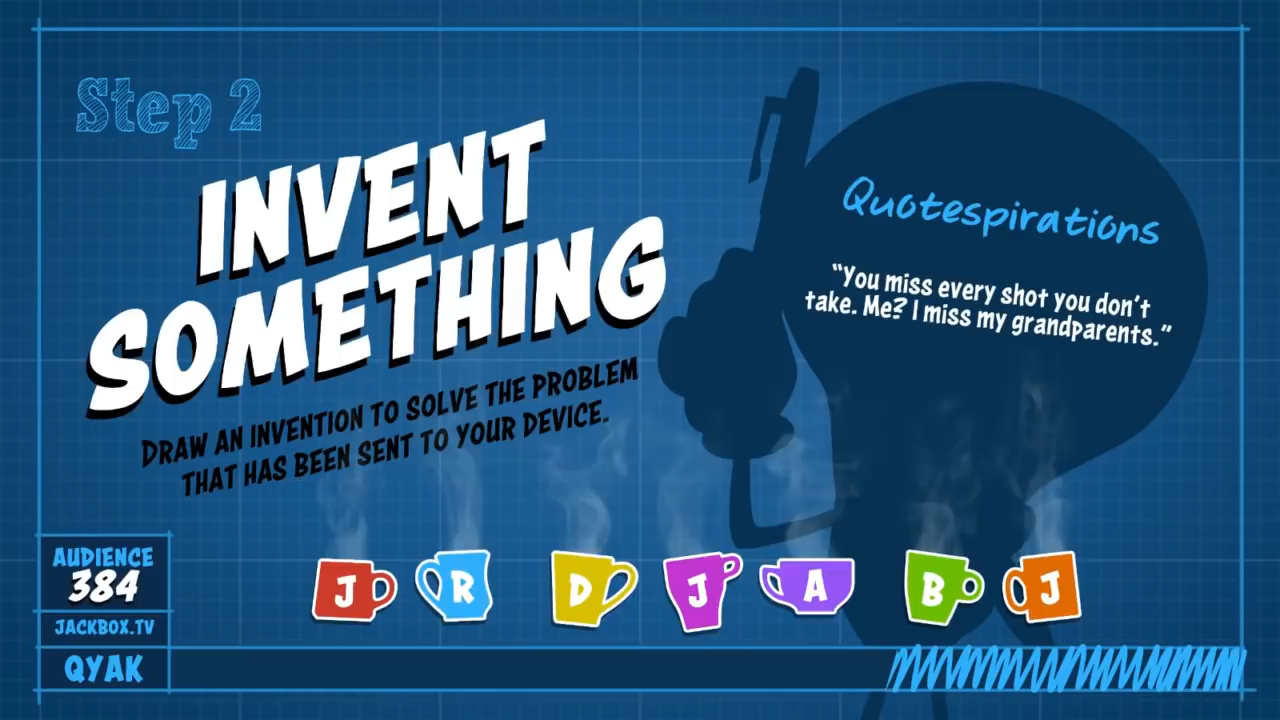 Step 2
INVENT
SOMETHING
DRAW AN INVENTION TO SOLVE THE PROBLEM
THAT HAS BEEN SENT TO YOUR DEVICE.
Quotespirations
"You miss every shot you don't
take. Me? I miss my grandparents."
J R D J A B J
AUDIENCE
384
JACKBOX.TV
QYAK